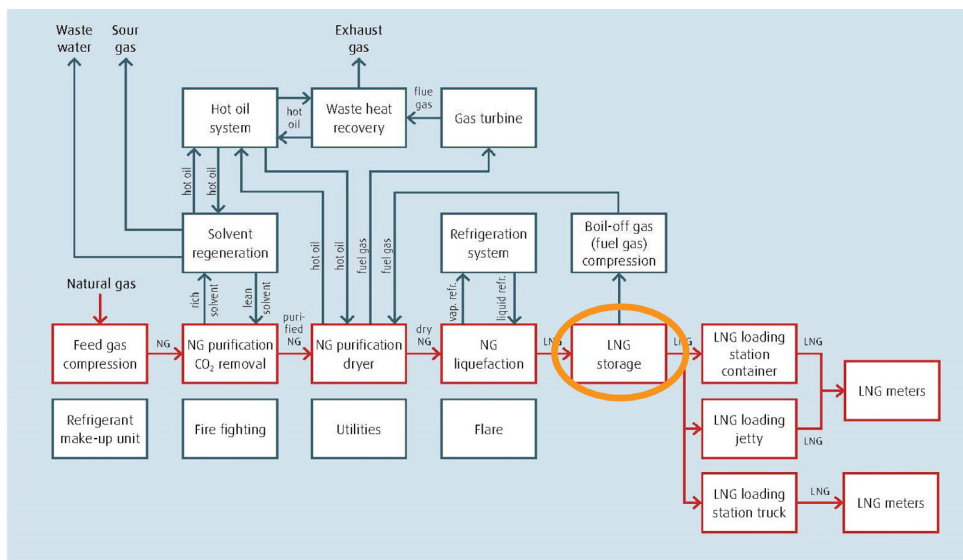 Waste
water
Sour
gas
Exhaust
gas
Hot oil
system
hot
oil
Waste heat
recovery
flue
gas
Gas turbine
hot oil
hot oil
hot oil
hot oil
fuel gas
fuel gas
Solvent
regeneration
Refrigeration
system
Boil-off gas
(fuel gas)
compression
Natural gas
rich
solvent
lean
solvent
vap. refr.
liquid refr.
Feed gas
compression
NG
NG purification
CO₂ removal
puri-
fied
NG
NG purification
dryer
dry
NG
NG
liquefaction
LNG
LNG
storage
LNG
LNG loading
station
container
LNG
LNG meters
Refrigerant
make-up unit
Fire fighting
Utilities
Flare
LNG loading
jetty
LNG
LNG loading
station truck
LNG
LNG meters